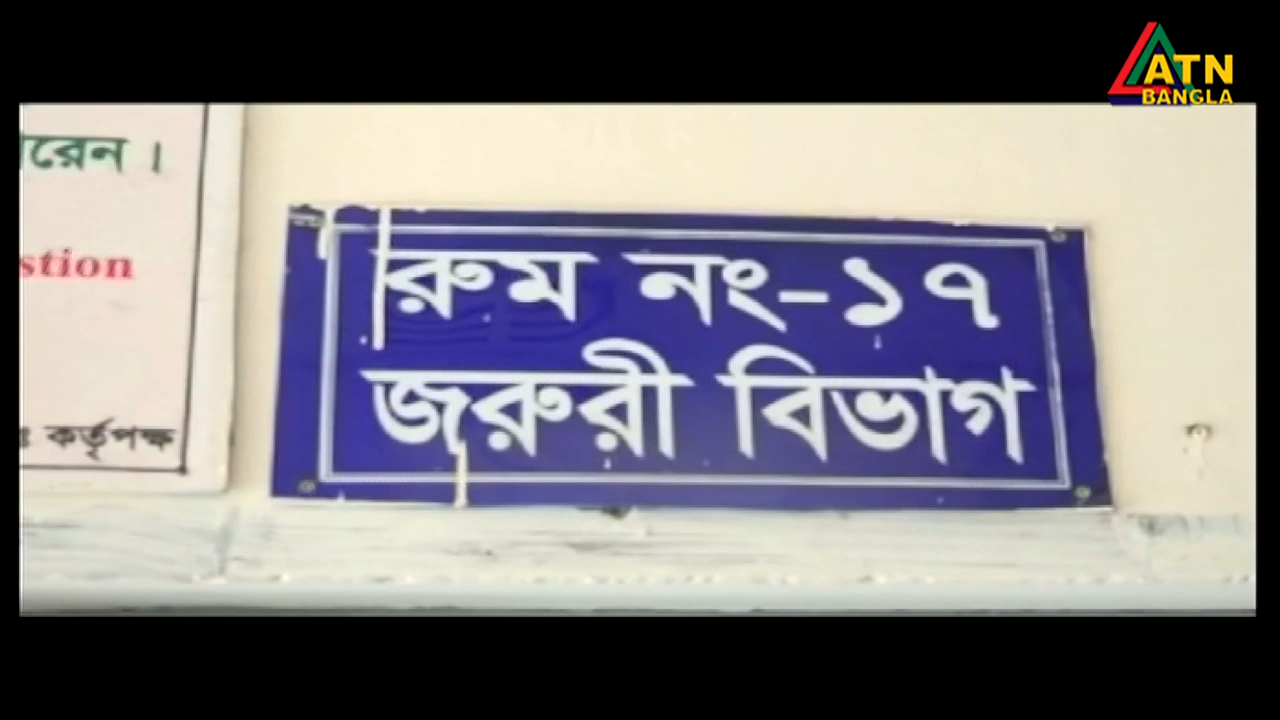 ATN
BANGLA
stion
কর্তৃপক্ষ
রুম নং-১৭
জরুরী বিভাগ